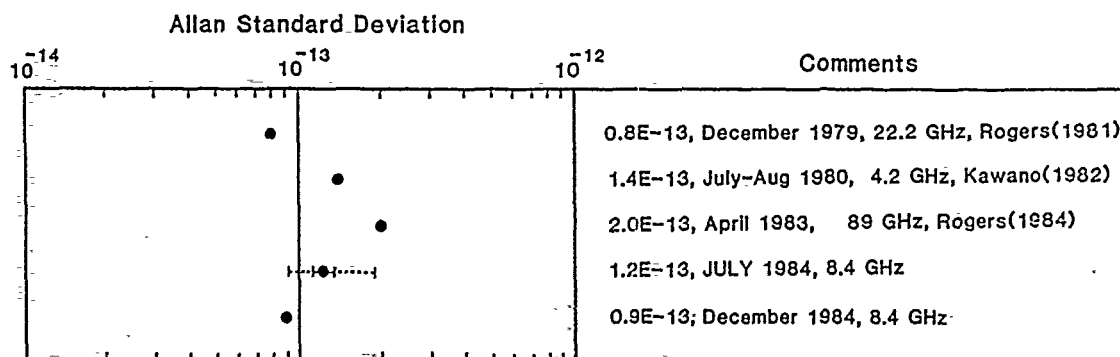 Allan Standard Deviation
10^-14 10^-13 10^-12 Comments
0.8E-13, December 1979, 22.2 GHz, Rogers(1981)
1.4E-13, July-Aug 1980, 4.2 GHz, Kawano(1982)
2.0E-13, April 1983, 89 GHz, Rogers(1984)
1.2E-13, JULY 1984, 8.4 GHz
0.9E-13; December 1984, 8.4 GHz